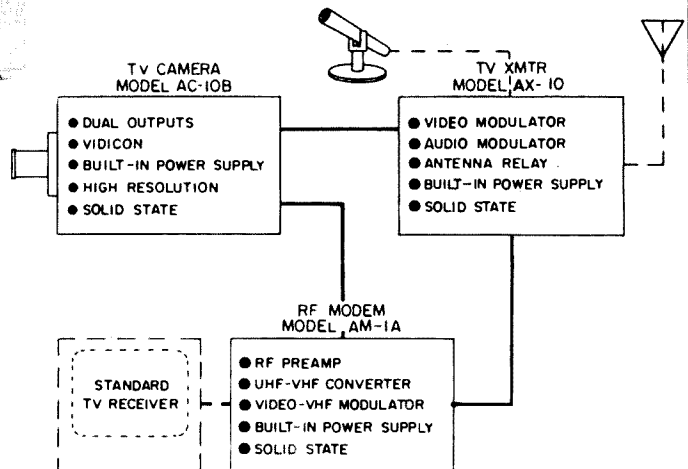 TV CAMERA
MODEL AC-10B
● DUAL OUTPUTS
● VIDICON
● BUILT-IN POWER SUPPLY
● HIGH RESOLUTION
● SOLID STATE
TV XMTR
MODEL AX-10
● VIDEO MODULATOR
● AUDIO MODULATOR
● ANTENNA RELAY
● BUILT-IN POWER SUPPLY
● SOLID STATE
RF MODEM
MODEL AM-1A
● RF PREAMP
● UHF-VHF CONVERTER
● VIDEO-VHF MODULATOR
● BUILT-IN POWER SUPPLY
● SOLID STATE
STANDARD
TV RECEIVER